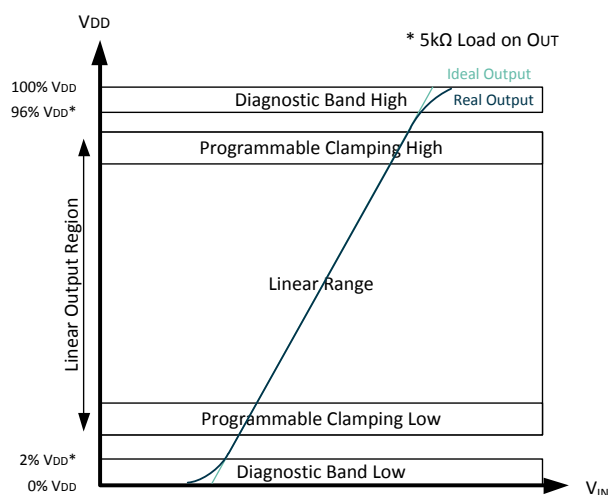 VDD
* 5kΩ Load on OUT
Ideal Output
100% VDD
Diagnostic Band High
Real Output
96% VDD*
Programmable Clamping High
Linear Output Region
Linear Range
Programmable Clamping Low
2% VDD*
Diagnostic Band Low
0% VDD
VIN